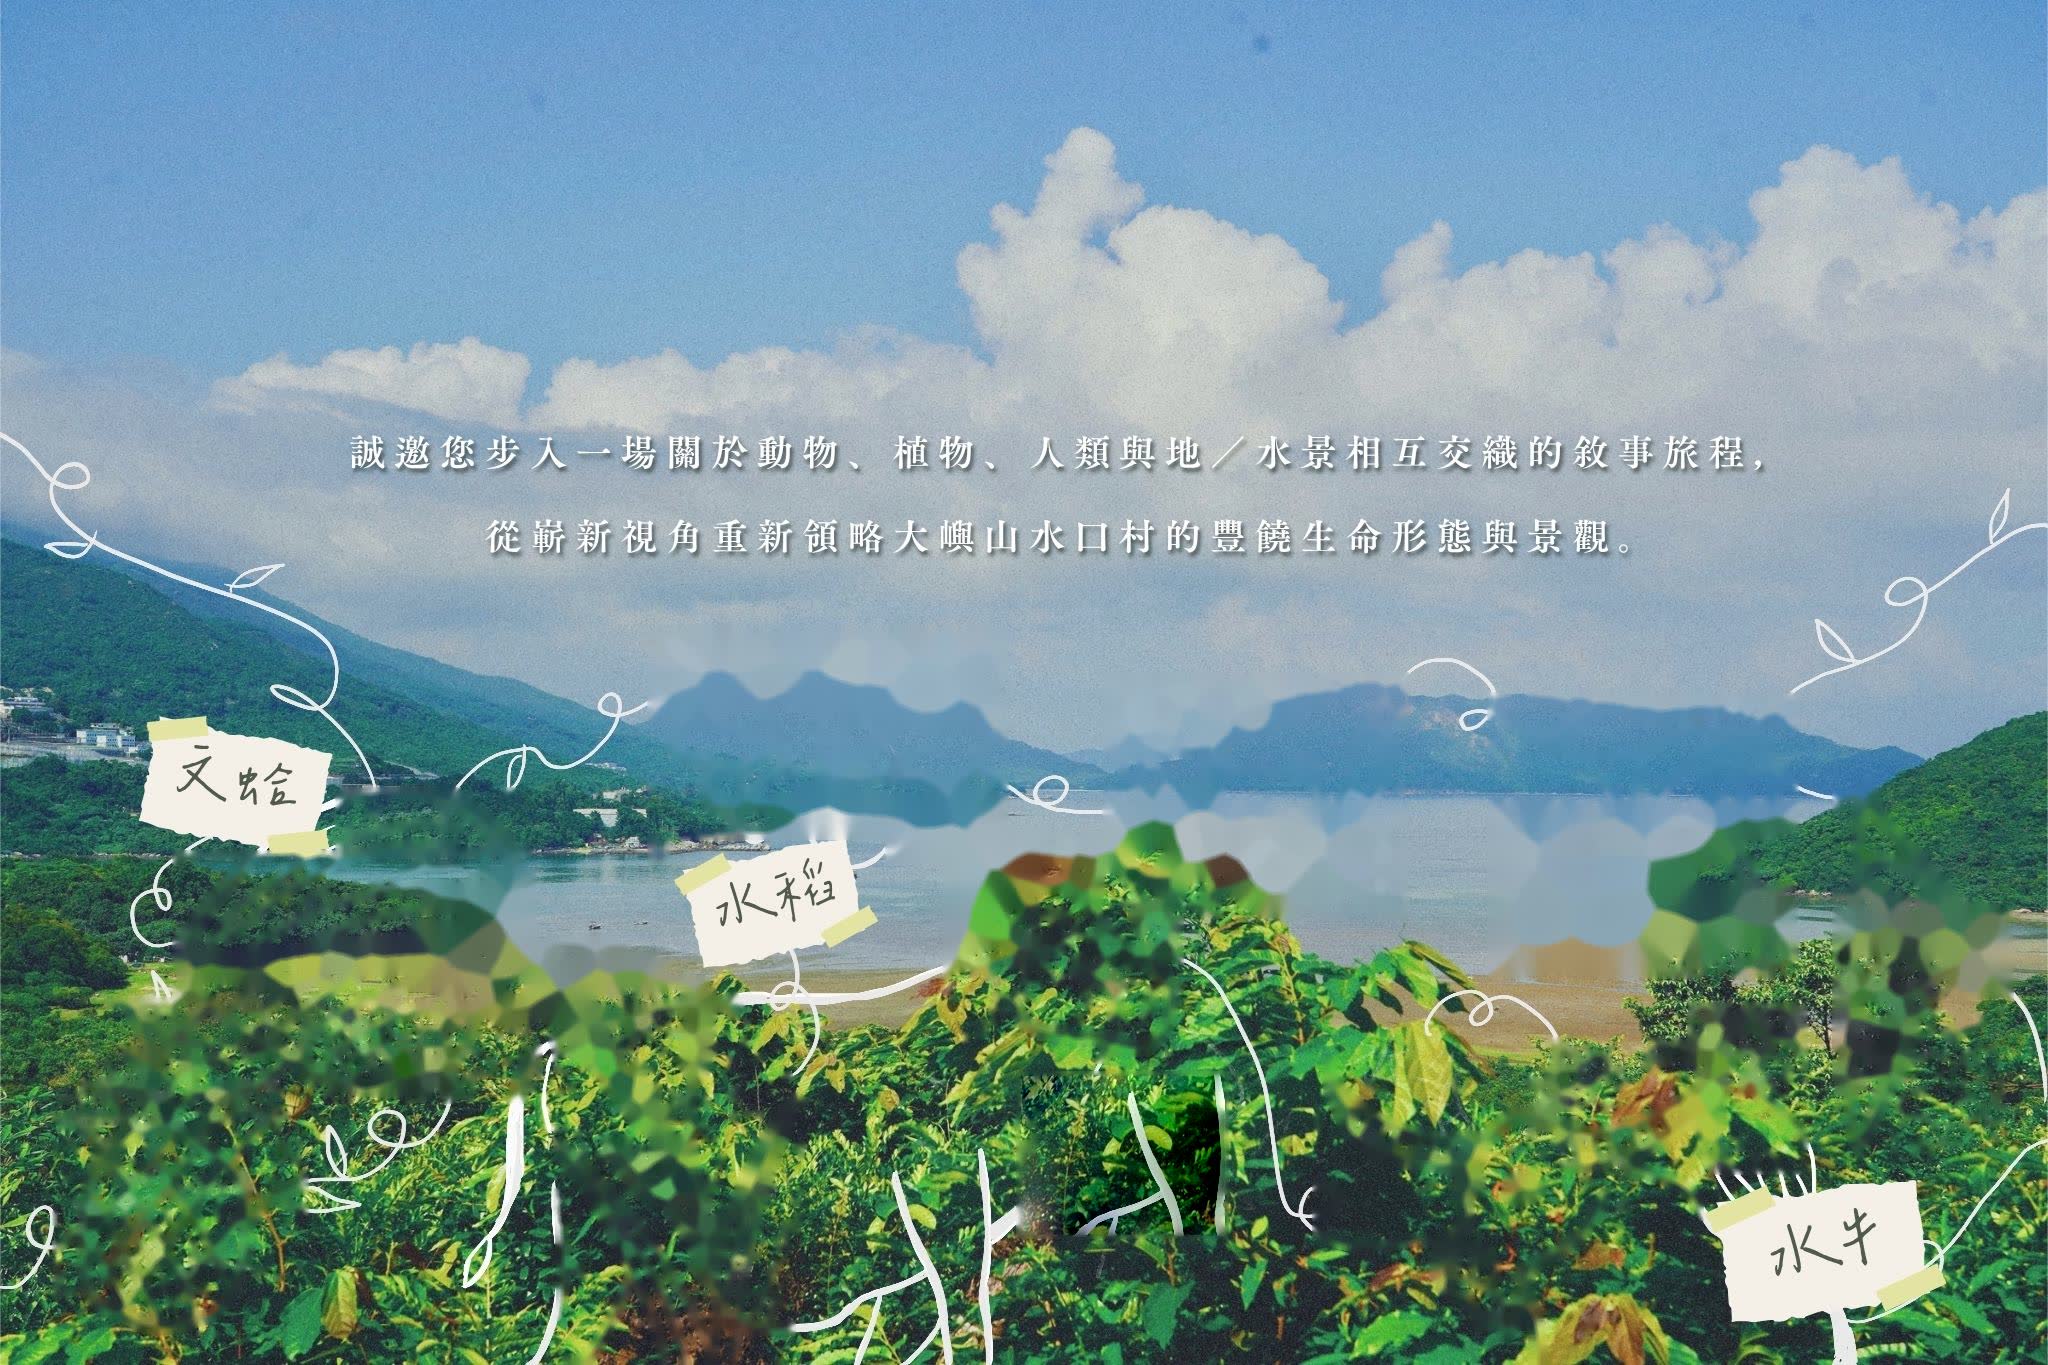 誠邀您步入一場關於動物、植物、人類與地／水景相互交織的敘事旅程，
從嶄新視角重新領略大嶼山水口村的豐饒生命形態與景觀。
文蛤
水稻
水牛